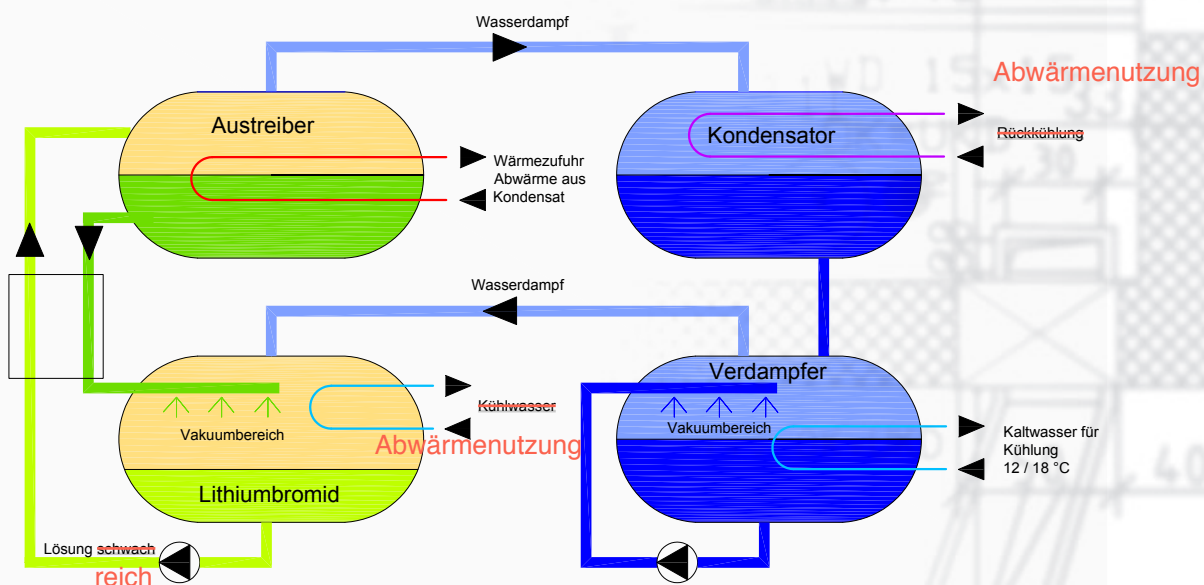 Wasserdampf
Abwärmenutzung
Austreiber
Kondensator
Rückkühlung
Wärmezufuhr
Abwärme aus
Kondensat
Wasserdampf
Verdampfer
Kühlwasser
Vakuumbereich
Vakuumbereich
Abwärmenutzung
Kaltwasser für
Kühlung
12 / 18 °C
Lithiumbromid
Lösung schwach
reich